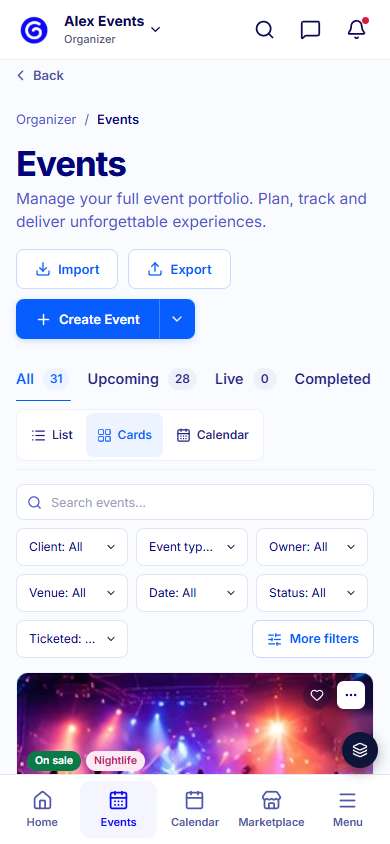 Alex Events
Organizer
Back
Organizer / Events
Events
Manage your full event portfolio. Plan, track and
deliver unforgettable experiences.
Import
Export
Create Event
All 31 Upcoming 28 Live 0 Completed
List Cards Calendar
Search events...
Client: All Event typ... Owner: All
Venue: All Date: All Status: All
Ticketed: ... More filters
On sale Nightlife
Home Events Calendar Marketplace Menu